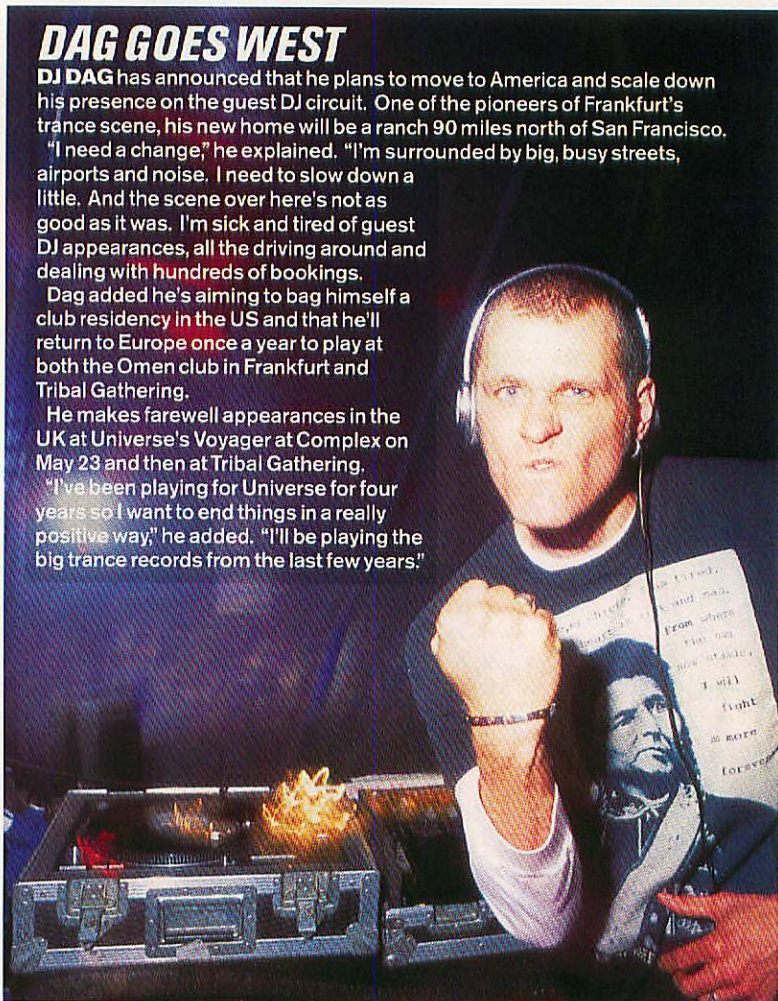 DAG GOES WEST
DJ DAG has announced that he plans to move to America and scale down
his presence on the guest DJ circuit. One of the pioneers of Frankfurt's
trance scene, his new home will be a ranch 90 miles north of San Francisco.
"I need a change," he explained. "I'm surrounded by big, busy streets,
airports and noise. I need to slow down a
little. And the scene over here's not as
good as it was. I'm sick and tired of guest
DJ appearances, all the driving around and
dealing with hundreds of bookings.
Dag added he's aiming to bag himself a
club residency in the US and that he'll
return to Europe once a year to play at
both the Omen club in Frankfurt and
Tribal Gathering.
He makes farewell appearances in the
UK at Universe's Voyager at Complex on
May 23 and then at Tribal Gathering.
"I've been playing for Universe for four
years so I want to end things in a really
positive way," he added. "I'll be playing the
big trance records from the last few years."
tired,
and sad.
From where
the sun
now stands,
I will
fight
no more
forever